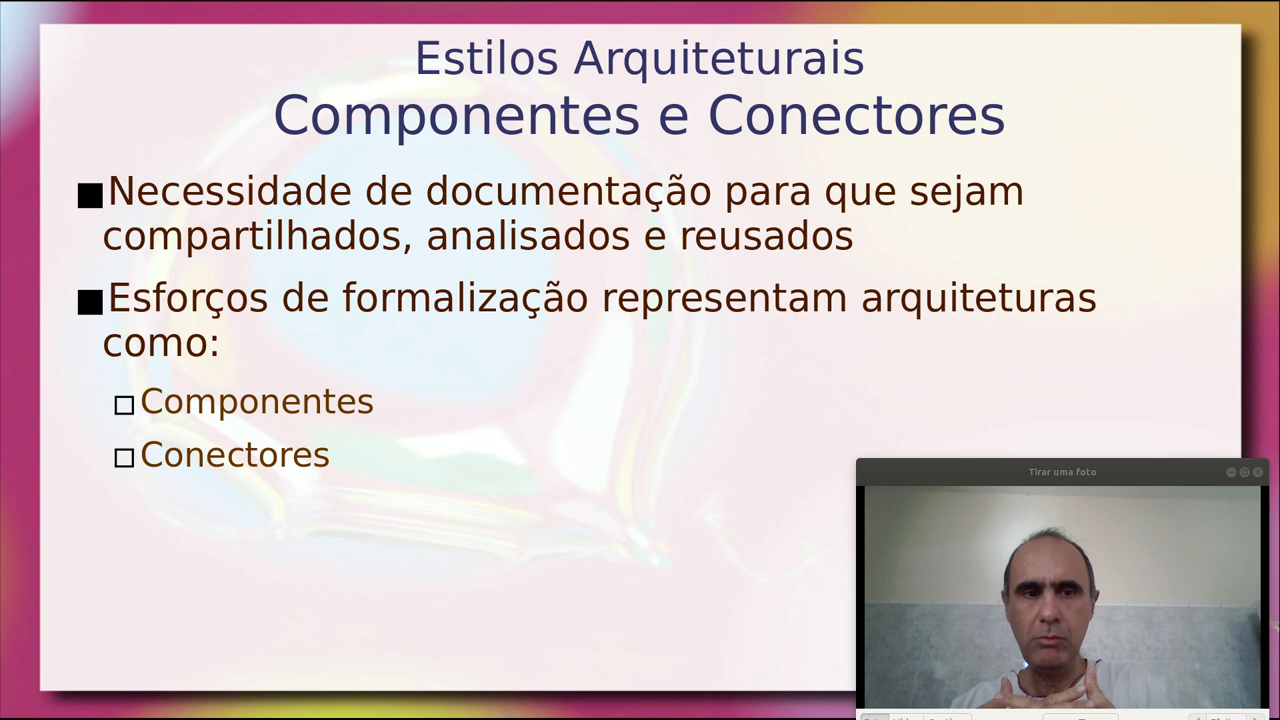 Estilos Arquiteturais
Componentes e Conectores
Necessidade de documentação para que sejam
compartilhados, analisados e reusados
Esforços de formalização representam arquiteturas
como:
Componentes
Conectores
Tirar uma foto